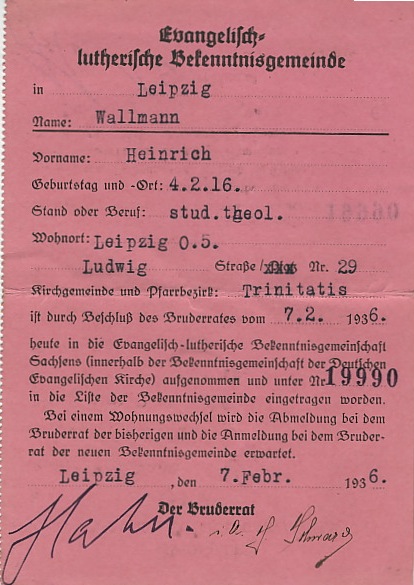 Evangelisch-
lutherische Bekenntnisgemeinde
in Leipzig
Name: Wallmann
Vorname: Heinrich
Geburtstag und -Ort: 4.2.16.
Stand oder Beruf: stud.theol.
Wohnort: Leipzig O.5.
Ludwig Straße / Nr. 29
Kirchgemeinde und Pfarrbezirk: Trinitatis
ist durch Beschluß des Bruderrates vom 7.2. 1936.
heute in die Evangelisch-lutherische Bekenntnisgemeinschaft
Sachsens (innerhalb der Bekenntnisgemeinschaft der Deutschen
Evangelischen Kirche) aufgenommen und unter Nr. 19990
in die Liste der Bekenntnisgemeinde eingetragen worden.
Bei einem Wohnungswechsel wird die Abmeldung bei dem
Bruderrat der bisherigen und die Anmeldung bei dem Bruder-
rat der neuen Bekenntnisgemeinde erwartet.
Leipzig, den 7.Febr. 1936.
Der Bruderrat
Hahn. i. A.